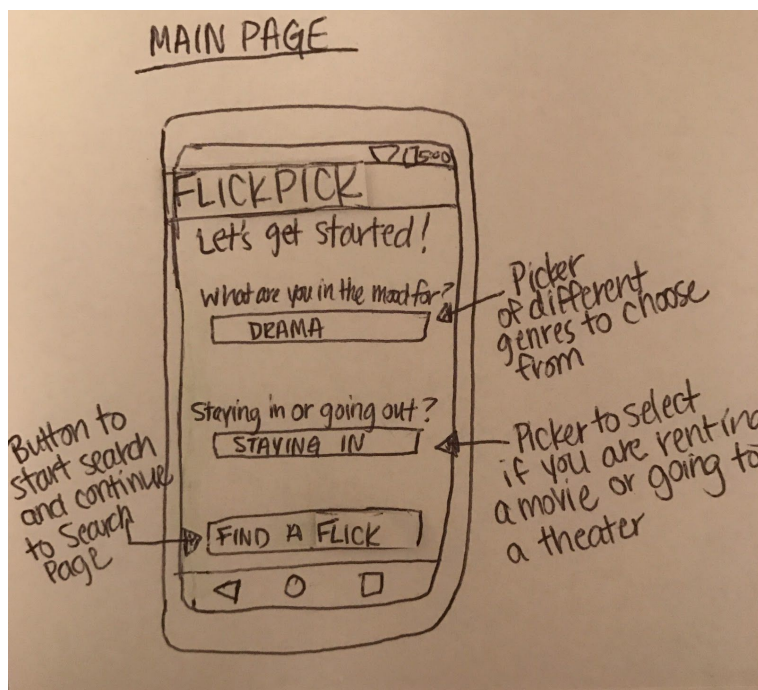 MAIN PAGE
5:00
FLICKPICK
Let's get started!
What are you in the mood for?
DRAMA
Picker
of different
genres to choose
from
Staying in or going out?
STAYING IN
Picker to select
if you are renting
a movie or going to
a theater
Button to
start search
and continue
to Search
Page
FIND A FLICK